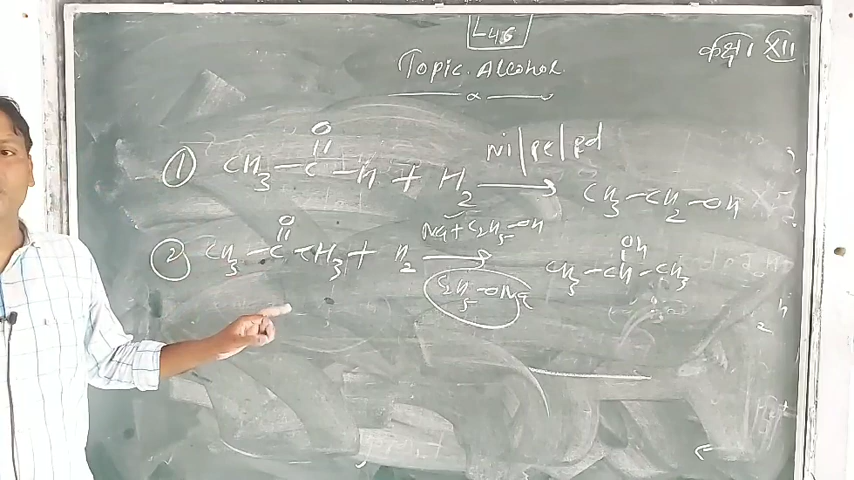 L46
Topic. Alcohol
कक्षा XII
O
① CH3-C-H + H2 → CH3-CH2-OH
Ni/Pt/Pd
O
② CH3-C-CH3 + H2 → CH3-CH-CH3
Na+C2H5-OH
OH
C2H5-ONa